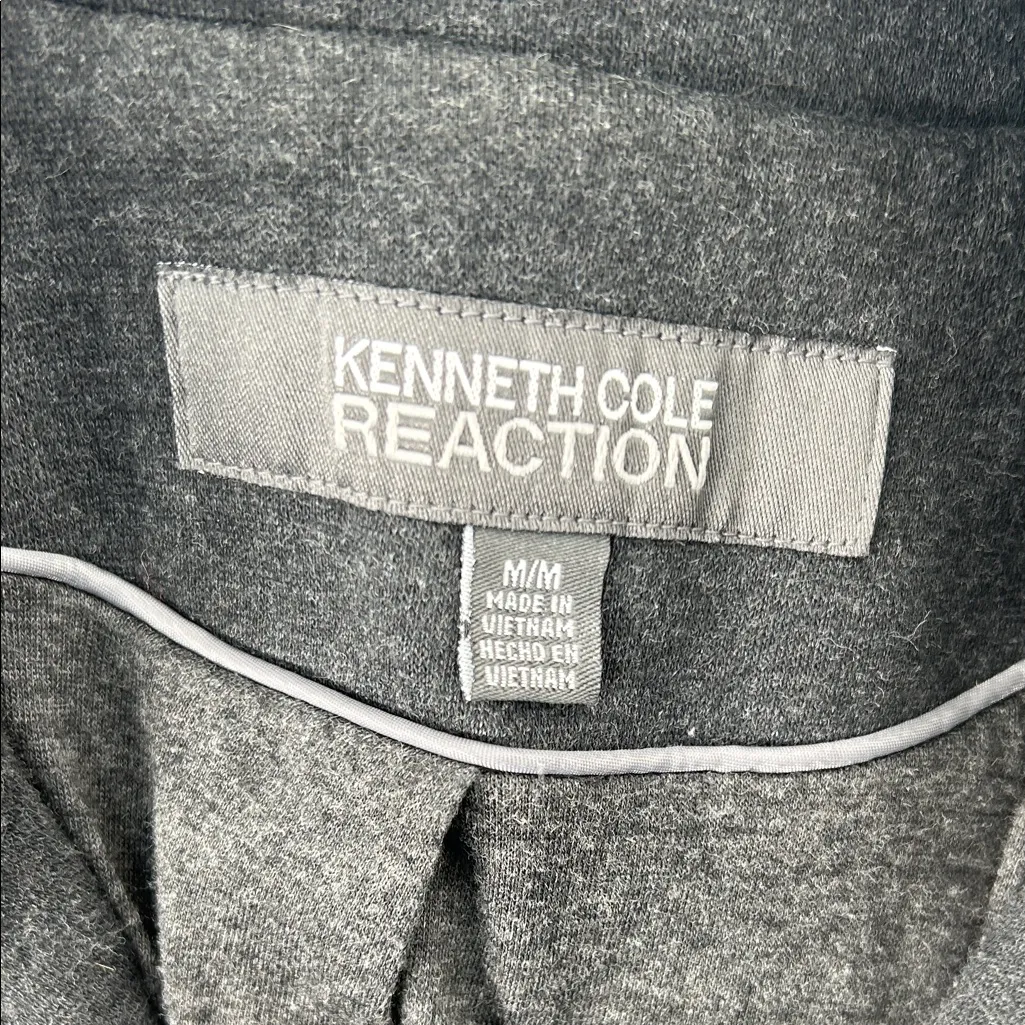 KENNETH COLE
REACTION
M/M
MADE IN
VIETNAM
HECHO EN
VIETNAM